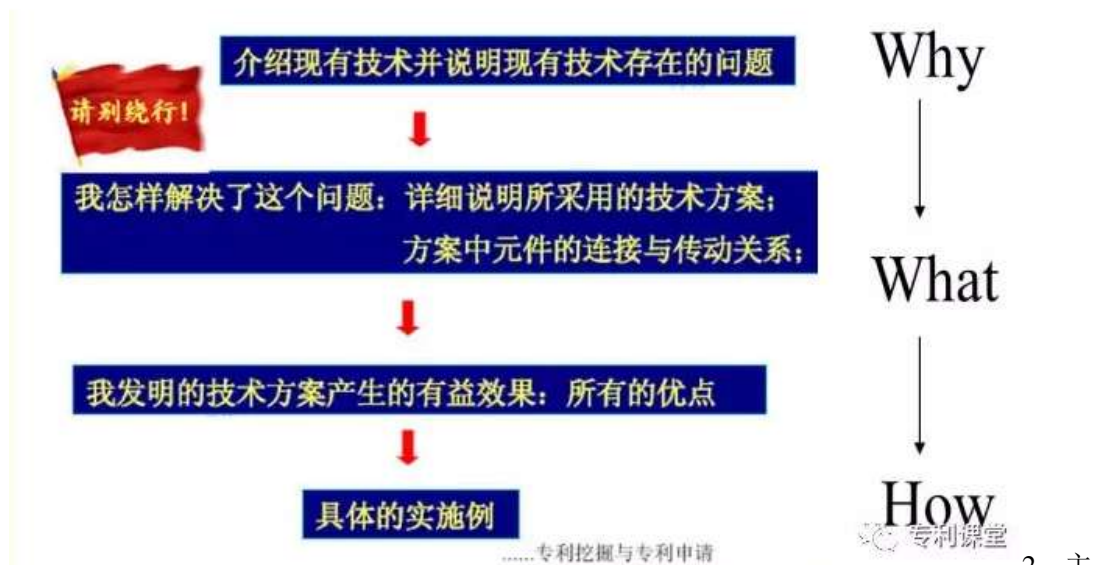 介绍现有技术并说明现有技术存在的问题
Why
请别绕行!
我怎样解决了这个问题：详细说明所采用的技术方案；
方案中元件的连接与传动关系；
What
我发明的技术方案产生的有益效果：所有的优点
具体的实施例
How
专利课堂
……专利挖掘与专利申请